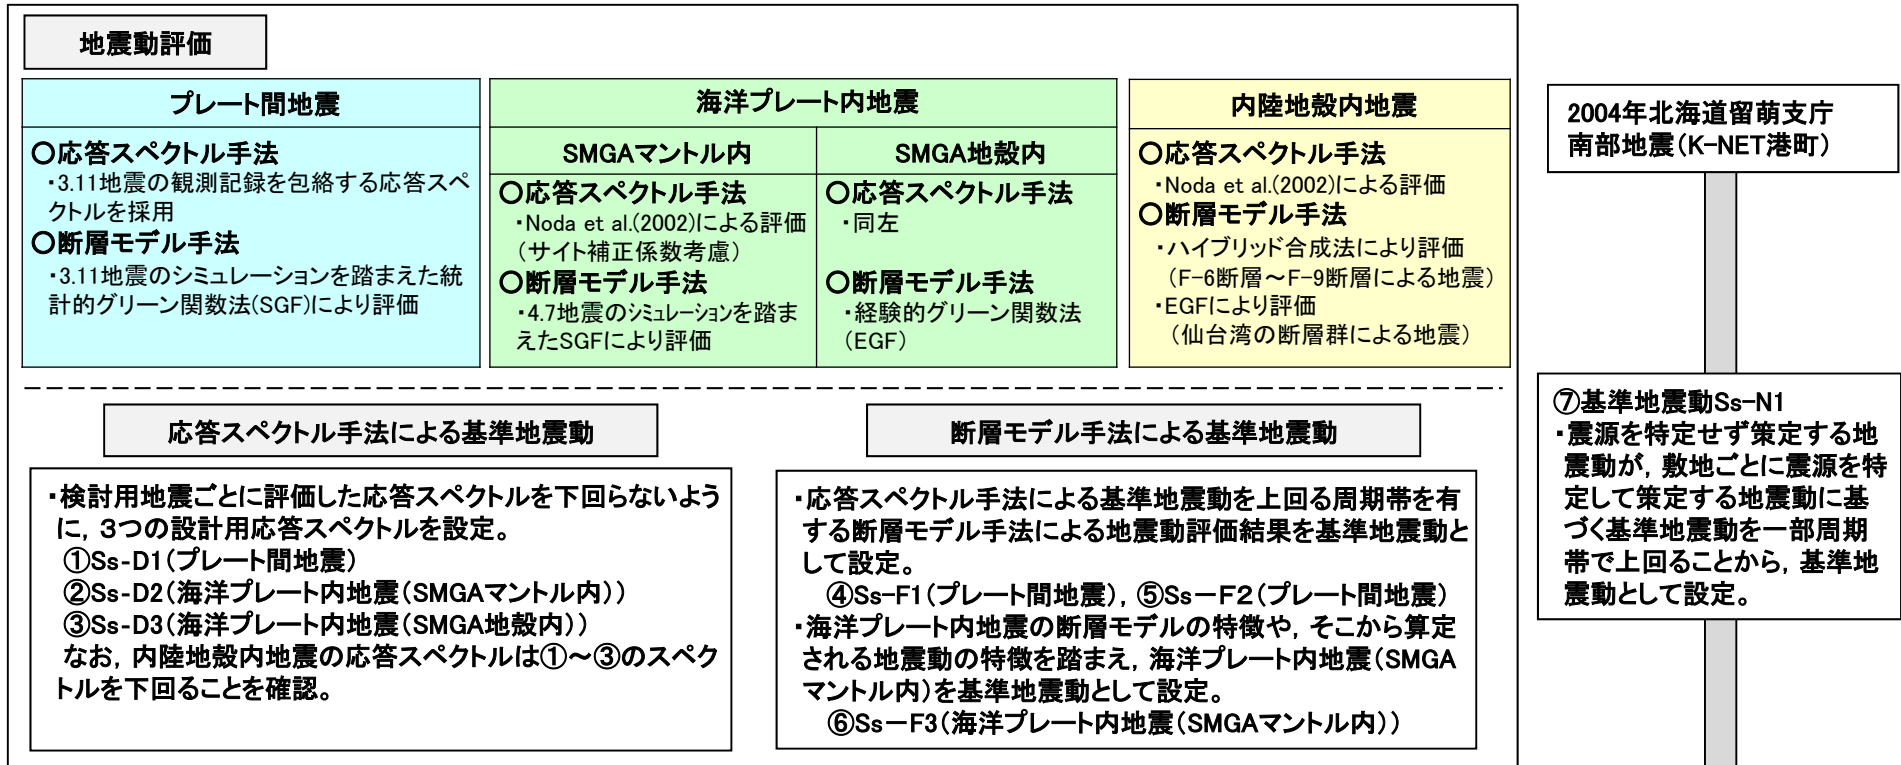 地震動評価
プレート間地震
○応答スペクトル手法
・3.11地震の観測記録を包絡する応答スペ
クトルを採用
○断層モデル手法
・3.11地震のシミュレーションを踏まえた統
計的グリーン関数法(SGF)により評価
海洋プレート内地震
SMGAマントル内
○応答スペクトル手法
・Noda et al.(2002)による評価
(サイト補正係数考慮)
○断層モデル手法
・4.7地震のシミュレーションを踏ま
えたSGFにより評価
SMGA地殻内
○応答スペクトル手法
・同左
○断層モデル手法
・経験的グリーン関数法
(EGF)
内陸地殻内地震
○応答スペクトル手法
・Noda et al.(2002)による評価
○断層モデル手法
・ハイブリッド合成法により評価
(F-6断層～F-9断層による地震)
・EGFにより評価
(仙台湾の断層群による地震)
応答スペクトル手法による基準地震動
・検討用地震ごとに評価した応答スペクトルを下回らないよう
に，３つの設計用応答スペクトルを設定。
①Ss-D1(プレート間地震)
②Ss-D2(海洋プレート内地震(SMGAマントル内))
③Ss-D3(海洋プレート内地震(SMGA地殻内))
なお，内陸地殻内地震の応答スペクトルは①～③のスペク
トルを下回ることを確認。
断層モデル手法による基準地震動
・応答スペクトル手法による基準地震動を上回る周期帯を有
する断層モデル手法による地震動評価結果を基準地震動と
して設定。
④Ss-F1(プレート間地震)，⑤Ss－F2(プレート間地震)
・海洋プレート内地震の断層モデルの特徴や，そこから算定
される地震動の特徴を踏まえ，海洋プレート内地震(SMGA
マントル内)を基準地震動として設定。
⑥Ss－F3(海洋プレート内地震(SMGAマントル内))
2004年北海道留萌支庁
南部地震(K-NET港町)
⑦基準地震動Ss-N1
・震源を特定せず策定する地
震動が，敷地ごとに震源を特
定して策定する地震動に基
づく基準地震動を一部周期
帯で上回ることから，基準地
震動として設定。